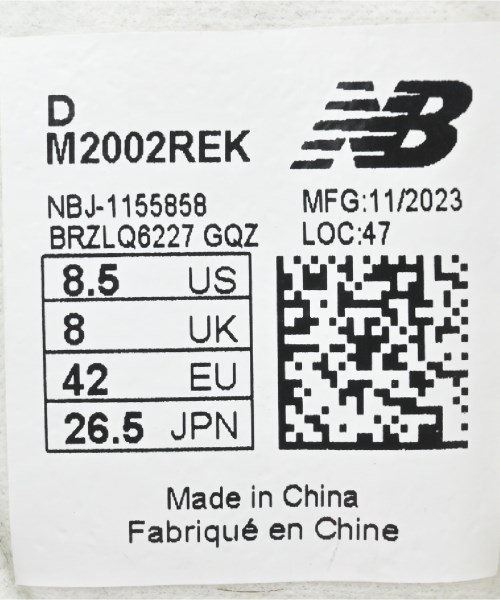 D
M2002REK
NB
NBJ-1155858
BRZLQ6227 GQZ
MFG:11/2023
LOC:47
8.5 US
8 UK
42 EU
26.5 JPN
Made in China
Fabriqué en Chine